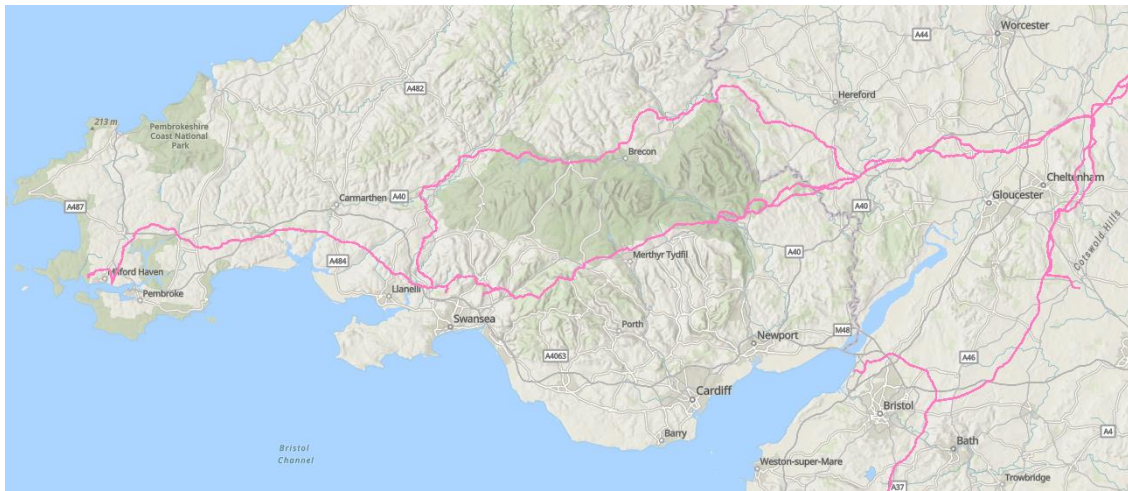 Worcester
A44
A482
Hereford
213 m
Pembrokeshire
Coast National
Park
Brecon
Cheltenham
A40
Carmarthen
Gloucester
A40
A487
Cotswold Hills
A40
A484
Merthyr Tydfil
Milford Haven
Pembroke
Llanelli
Swansea
Porth
Newport
M48
A4063
A46
Cardiff
Bristol
A4
Barry
Bath
Bristol
Channel
Weston-super-Mare
Trowbridge
A37